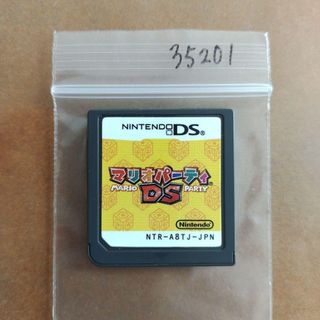 35201
NINTENDO DS®
マリオパーティ
MARIO DS PARTY
Nintendo
NTR-A8TJ-JPN